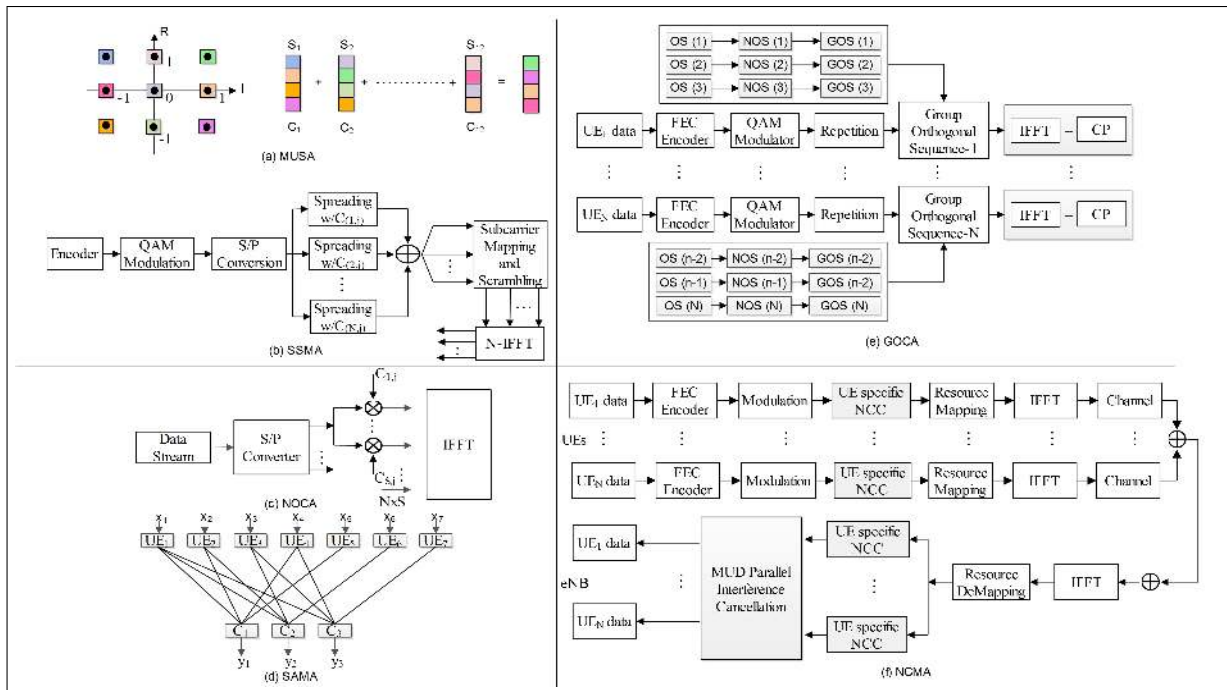 R
1
I
-1
0
1
-1
S1 S2 S12
+ + + =
C1 C2 C12
(a) MUSA
Encoder
QAM Modulation
S/P Conversion
Spreading w/C(1,j)
Spreading w/C(2,j)
Spreading w/C(N,j)
Subcarrier Mapping and Scrambling
N-IFFT
(b) SSMA
Data Stream
S/P Converter
C1,j
CS,j
N×S
IFFT
(c) NOCA
x1 x2 x3 x4 x5 x6 x7
UE1 UE2 UE5 UE6 UE7
C1 C2 C3
y1 y2 y3
(d) SAMA
OS (1) NOS (1) GOS (1)
OS (2) NOS (2) GOS (2)
OS (3) NOS (3) GOS (3)
UE1 data
FEC Encoder
QAM Modulator
Repetition
Group Orthogonal Sequence-1
IFFT – CP
UEN data
FEC Encoder
QAM Modulator
Repetition
Group Orthogonal Sequence-N
IFFT – CP
OS (n-2) NOS (n-2) GOS (n-2)
OS (n-1) NOS (n-1) GOS (n-2)
OS (N) NOS (N) GOS (N)
(e) GOCA
UE1 data
FEC Encoder
Modulation
UE specific NCC
Resource Mapping
IFFT
Channel
UEs
UEN data
FEC Encoder
Modulation
UE specific NCC
Resource Mapping
IFFT
Channel
UE1 data
eNB
UEN data
MUD Parallel Interference Cancellation
UE specific NCC
UE specific NCC
Resource DeMapping
IFFT
(f) NCMA